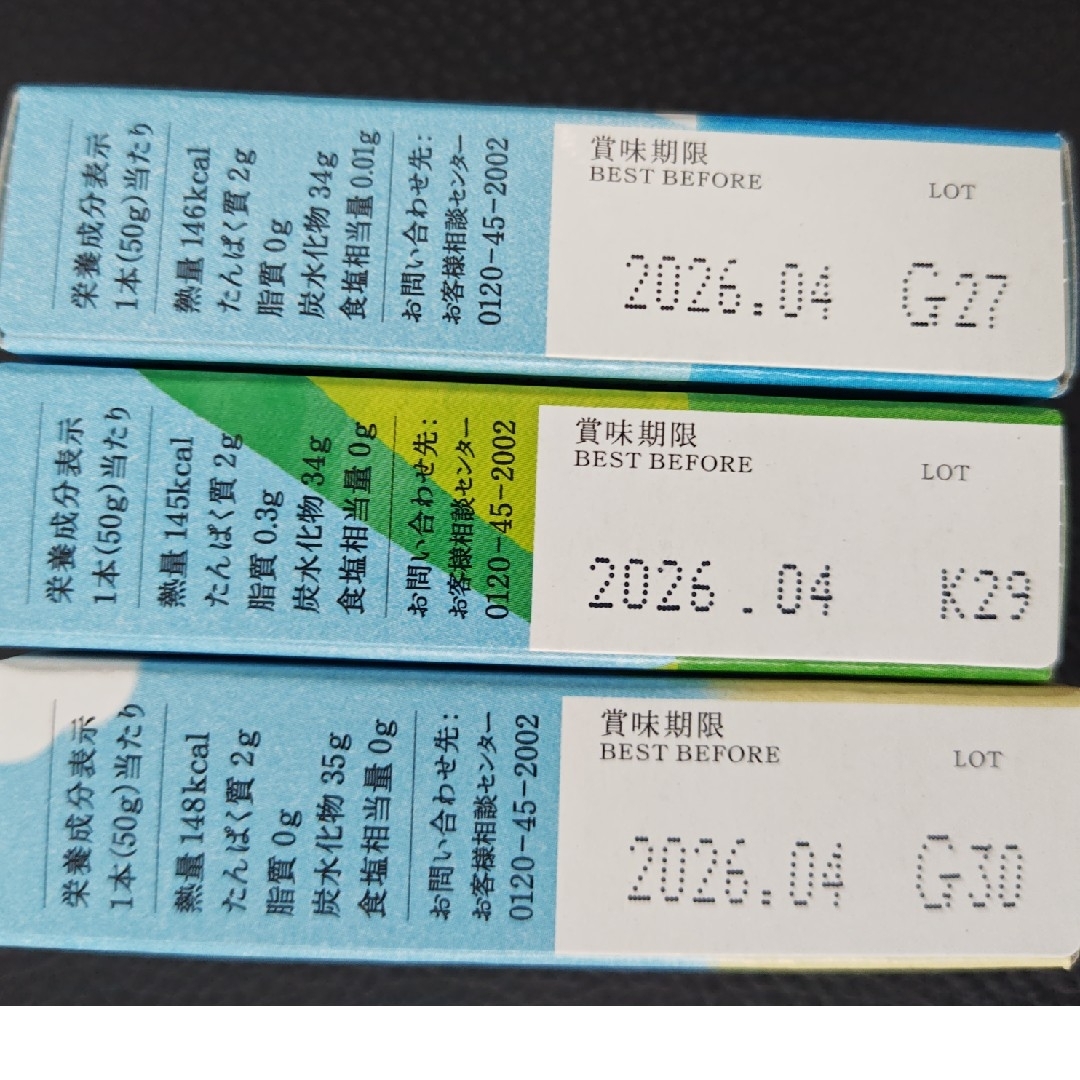 栄養成分表示
1本(50g)当たり
熱量 146kcal
たんぱく質 2g
脂質 0g
炭水化物 34g
食塩相当量 0.01g
お問い合わせ先:
お客様相談センター
0120-45-2002
賞味期限
BEST BEFORE
LOT
2026.04 G27
栄養成分表示
1本(50g)当たり
熱量 145kcal
たんぱく質 2g
脂質 0.3g
炭水化物 34g
食塩相当量 0g
お問い合わせ先:
お客様相談センター
0120-45-2002
賞味期限
BEST BEFORE
LOT
2026.04 K29
栄養成分表示
1本(50g)当たり
熱量 148kcal
たんぱく質 2g
脂質 0g
炭水化物 35g
食塩相当量 0g
お問い合わせ先:
お客様相談センター
0120-45-2002
賞味期限
BEST BEFORE
LOT
2026.04 G30